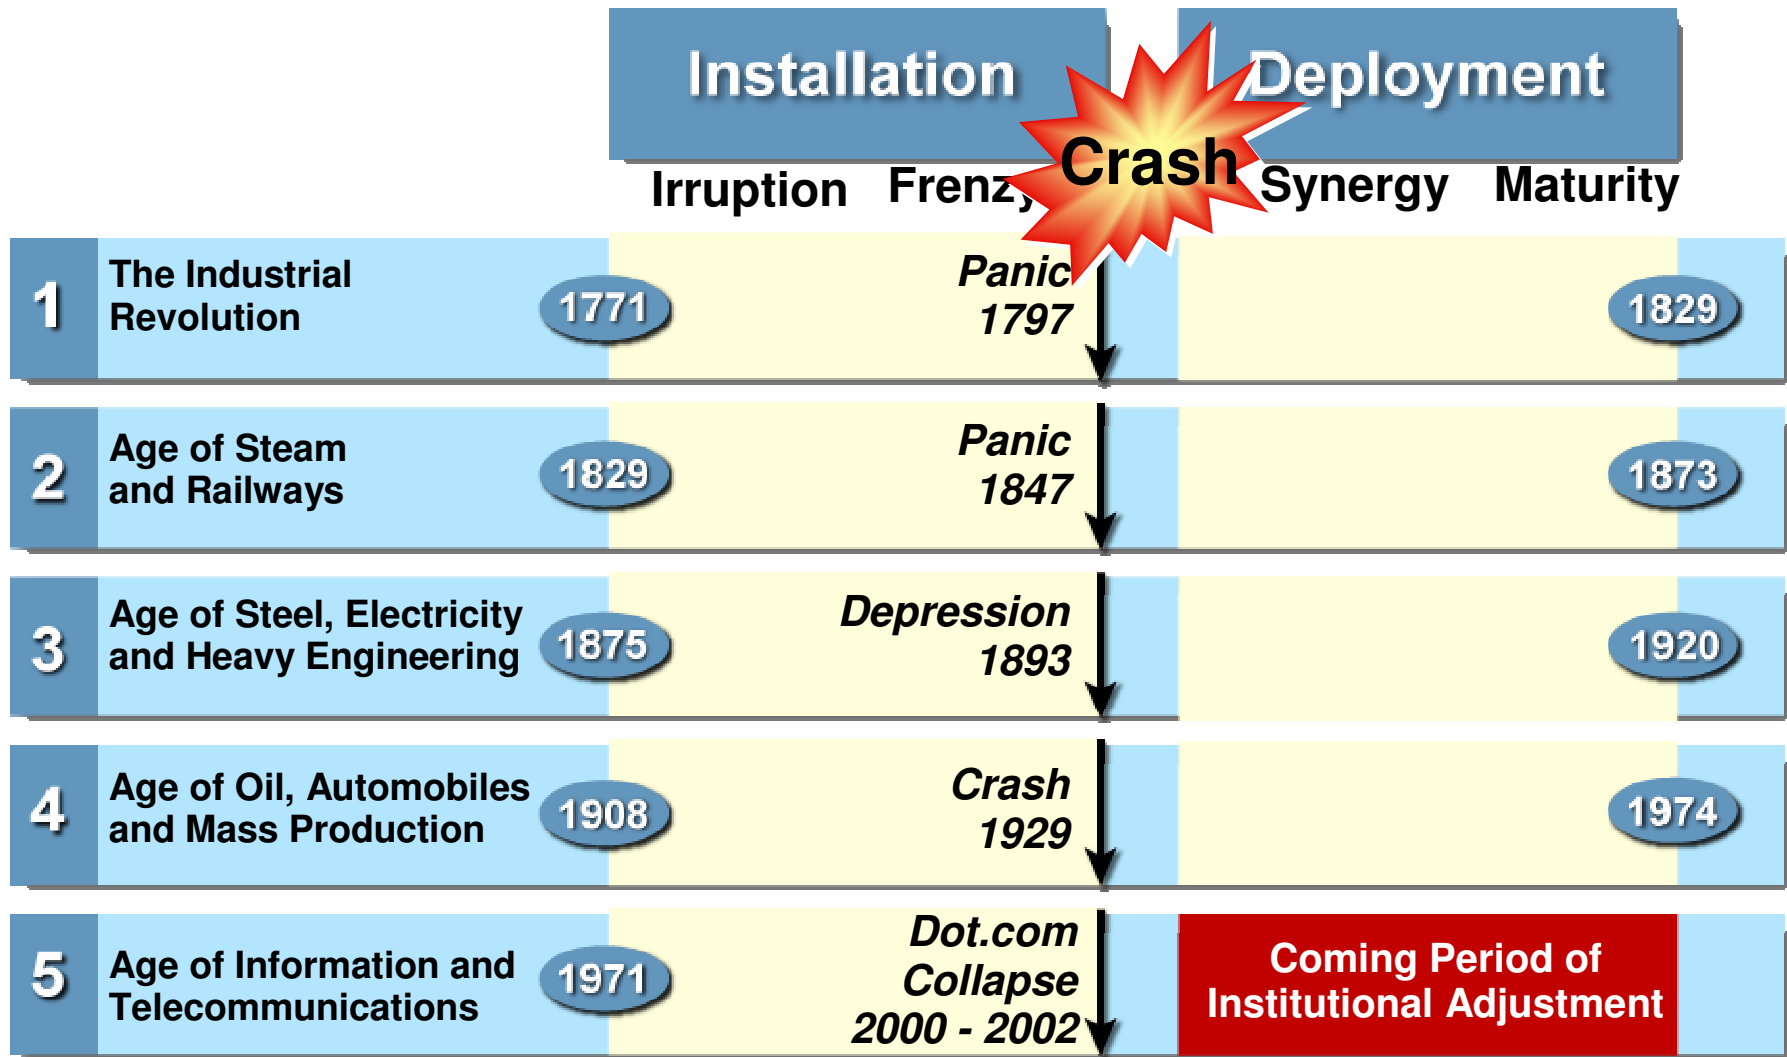 Installation
Deployment
Crash
Irruption
Frenzy
Synergy
Maturity
1
The Industrial
Revolution
1771
Panic
1797
1829
2
Age of Steam
and Railways
1829
Panic
1847
1873
3
Age of Steel, Electricity
and Heavy Engineering
1875
Depression
1893
1920
4
Age of Oil, Automobiles
and Mass Production
1908
Crash
1929
1974
5
Age of Information and
Telecommunications
1971
Dot.com
Collapse
2000 - 2002
Coming Period of
Institutional Adjustment